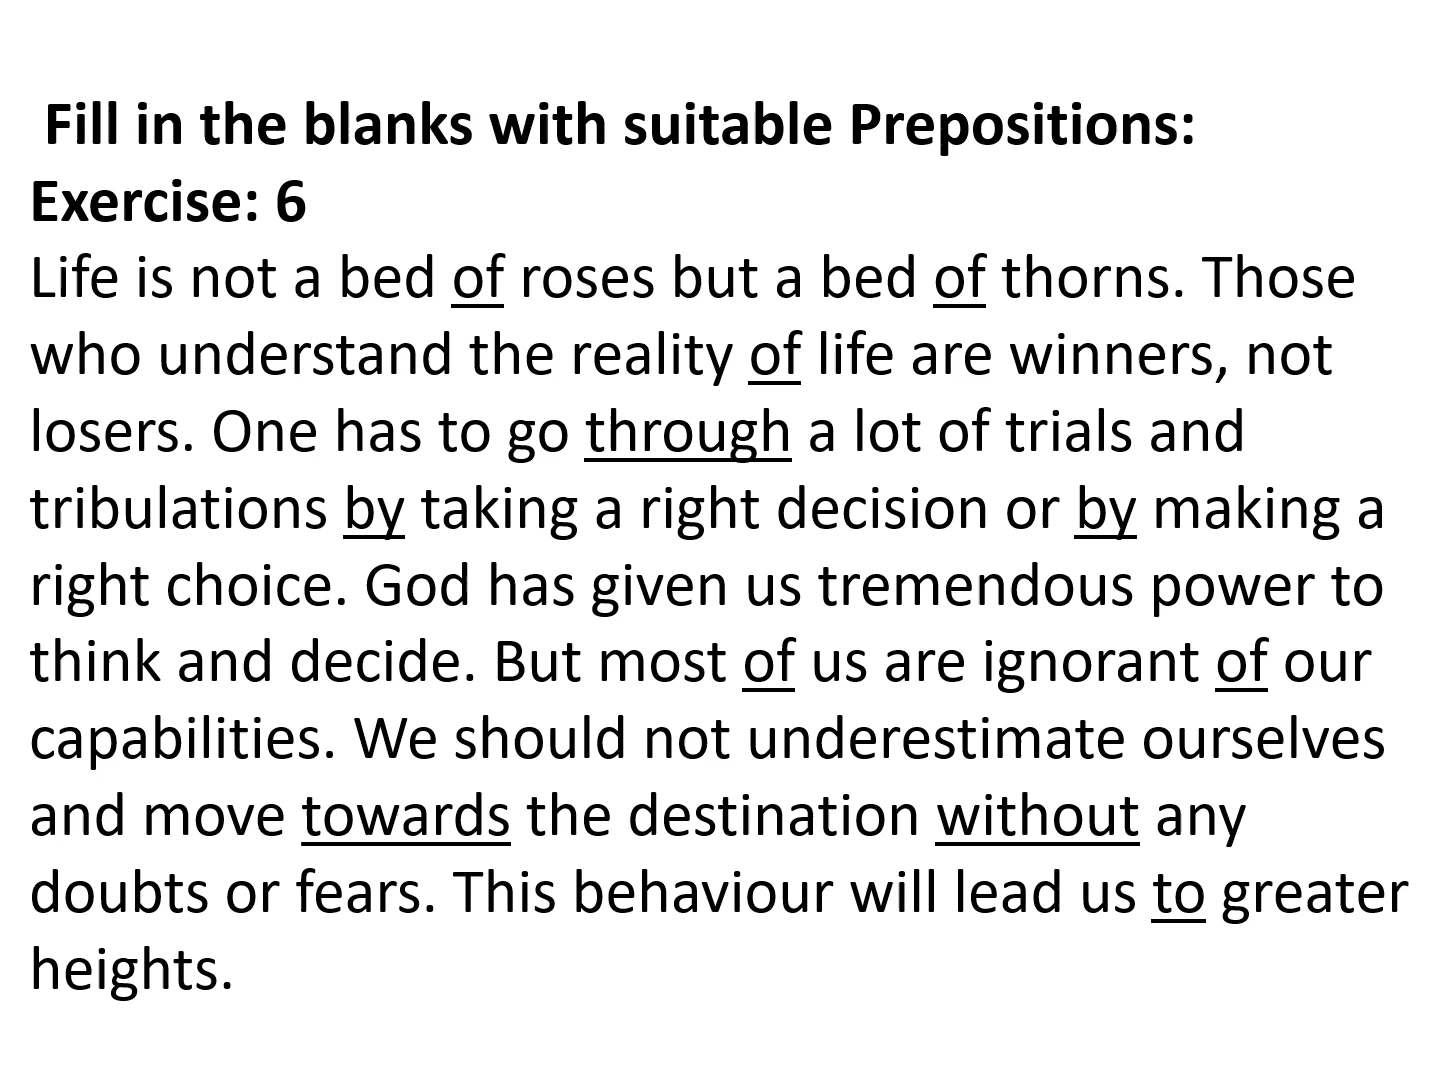 Fill in the blanks with suitable Prepositions:
Exercise: 6
Life is not a bed of roses but a bed of thorns. Those
who understand the reality of life are winners, not
losers. One has to go through a lot of trials and
tribulations by taking a right decision or by making a
right choice. God has given us tremendous power to
think and decide. But most of us are ignorant of our
capabilities. We should not underestimate ourselves
and move towards the destination without any
doubts or fears. This behaviour will lead us to greater
heights.